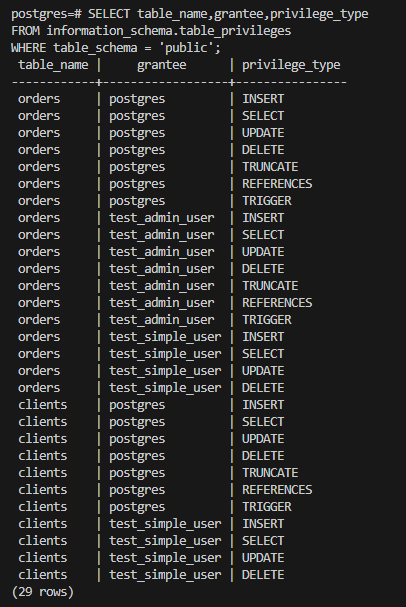 postgres=# SELECT table_name,grantee,privilege_type
FROM information_schema.table_privileges
WHERE table_schema = 'public';
 table_name |     grantee      | privilege_type
------------+------------------+----------------
 orders     | postgres         | INSERT
 orders     | postgres         | SELECT
 orders     | postgres         | UPDATE
 orders     | postgres         | DELETE
 orders     | postgres         | TRUNCATE
 orders     | postgres         | REFERENCES
 orders     | postgres         | TRIGGER
 orders     | test_admin_user  | INSERT
 orders     | test_admin_user  | SELECT
 orders     | test_admin_user  | UPDATE
 orders     | test_admin_user  | DELETE
 orders     | test_admin_user  | TRUNCATE
 orders     | test_admin_user  | REFERENCES
 orders     | test_admin_user  | TRIGGER
 orders     | test_simple_user | INSERT
 orders     | test_simple_user | SELECT
 orders     | test_simple_user | UPDATE
 orders     | test_simple_user | DELETE
 clients    | postgres         | INSERT
 clients    | postgres         | SELECT
 clients    | postgres         | UPDATE
 clients    | postgres         | DELETE
 clients    | postgres         | TRUNCATE
 clients    | postgres         | REFERENCES
 clients    | postgres         | TRIGGER
 clients    | test_simple_user | INSERT
 clients    | test_simple_user | SELECT
 clients    | test_simple_user | UPDATE
 clients    | test_simple_user | DELETE
(29 rows)